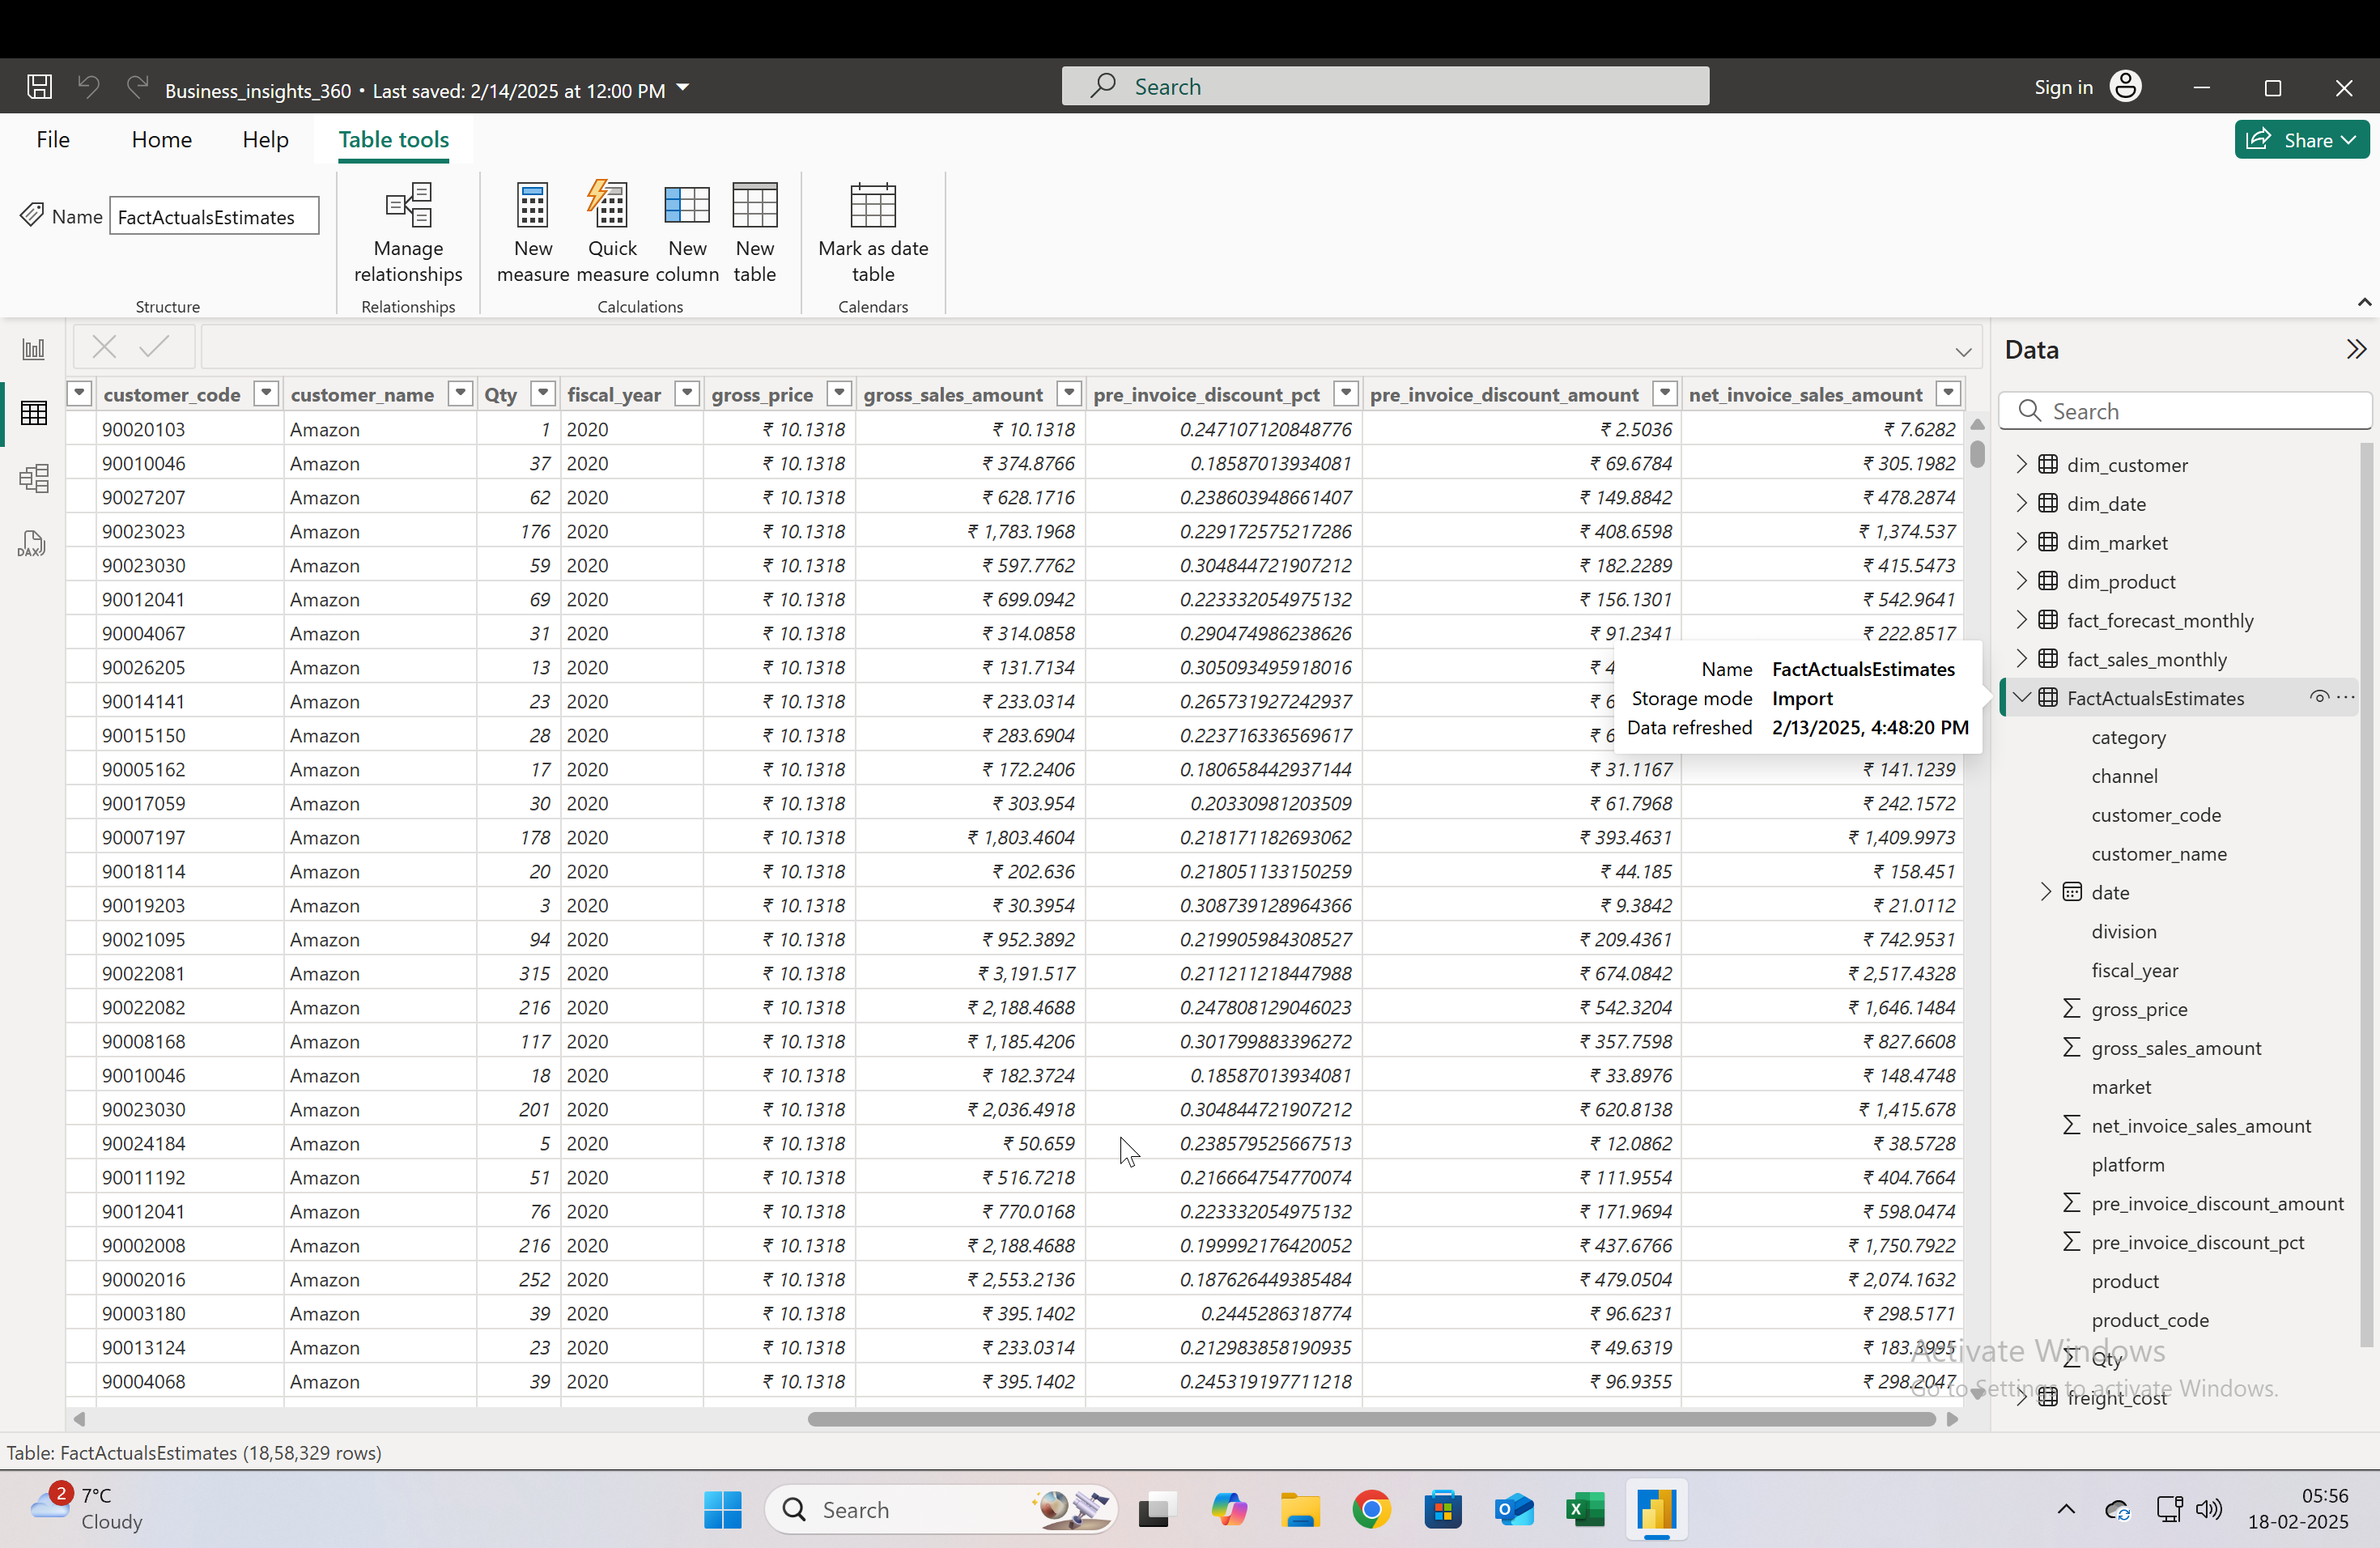 Business_insights_360 • Last saved: 2/14/2025 at 12:00 PM
Search
Sign in
File Home Help Table tools
Share
Name FactActualsEstimates
Manage relationships
New measure
Quick measure
New column
New table
Mark as date table
Structure Relationships Calculations Calendars
customer_code customer_name Qty fiscal_year gross_price gross_sales_amount pre_invoice_discount_pct pre_invoice_discount_amount net_invoice_sales_amount
90020103 Amazon 1 2020 ₹ 10.1318 ₹ 10.1318 0.247107120848776 ₹ 2.5036 ₹ 7.6282
90010046 Amazon 37 2020 ₹ 10.1318 ₹ 374.8766 0.18587013934081 ₹ 69.6784 ₹ 305.1982
90027207 Amazon 62 2020 ₹ 10.1318 ₹ 628.1716 0.238603948661407 ₹ 149.8842 ₹ 478.2874
90023023 Amazon 176 2020 ₹ 10.1318 ₹ 1,783.1968 0.229172575217286 ₹ 408.6598 ₹ 1,374.537
90023030 Amazon 59 2020 ₹ 10.1318 ₹ 597.7762 0.304844721907212 ₹ 182.2289 ₹ 415.5473
90012041 Amazon 69 2020 ₹ 10.1318 ₹ 699.0942 0.223332054975132 ₹ 156.1301 ₹ 542.9641
90004067 Amazon 31 2020 ₹ 10.1318 ₹ 314.0858 0.290474986238626 ₹ 91.2341 ₹ 222.8517
90026205 Amazon 13 2020 ₹ 10.1318 ₹ 131.7134 0.305093495918016 ₹ 4
90014141 Amazon 23 2020 ₹ 10.1318 ₹ 233.0314 0.265731927242937 ₹ 6
90015150 Amazon 28 2020 ₹ 10.1318 ₹ 283.6904 0.223716336569617 ₹ 6
90005162 Amazon 17 2020 ₹ 10.1318 ₹ 172.2406 0.180658442937144 ₹ 31.1167 ₹ 141.1239
90017059 Amazon 30 2020 ₹ 10.1318 ₹ 303.954 0.20330981203509 ₹ 61.7968 ₹ 242.1572
90007197 Amazon 178 2020 ₹ 10.1318 ₹ 1,803.4604 0.218171182693062 ₹ 393.4631 ₹ 1,409.9973
90018114 Amazon 20 2020 ₹ 10.1318 ₹ 202.636 0.218051133150259 ₹ 44.185 ₹ 158.451
90019203 Amazon 3 2020 ₹ 10.1318 ₹ 30.3954 0.308739128964366 ₹ 9.3842 ₹ 21.0112
90021095 Amazon 94 2020 ₹ 10.1318 ₹ 952.3892 0.219905984308527 ₹ 209.4361 ₹ 742.9531
90022081 Amazon 315 2020 ₹ 10.1318 ₹ 3,191.517 0.211211218447988 ₹ 674.0842 ₹ 2,517.4328
90022082 Amazon 216 2020 ₹ 10.1318 ₹ 2,188.4688 0.247808129046023 ₹ 542.3204 ₹ 1,646.1484
90008168 Amazon 117 2020 ₹ 10.1318 ₹ 1,185.4206 0.301799883396272 ₹ 357.7598 ₹ 827.6608
90010046 Amazon 18 2020 ₹ 10.1318 ₹ 182.3724 0.18587013934081 ₹ 33.8976 ₹ 148.4748
90023030 Amazon 201 2020 ₹ 10.1318 ₹ 2,036.4918 0.304844721907212 ₹ 620.8138 ₹ 1,415.678
90024184 Amazon 5 2020 ₹ 10.1318 ₹ 50.659 0.238579525667513 ₹ 12.0862 ₹ 38.5728
90011192 Amazon 51 2020 ₹ 10.1318 ₹ 516.7218 0.216664754770074 ₹ 111.9554 ₹ 404.7664
90012041 Amazon 76 2020 ₹ 10.1318 ₹ 770.0168 0.223332054975132 ₹ 171.9694 ₹ 598.0474
90002008 Amazon 216 2020 ₹ 10.1318 ₹ 2,188.4688 0.199992176420052 ₹ 437.6766 ₹ 1,750.7922
90002016 Amazon 252 2020 ₹ 10.1318 ₹ 2,553.2136 0.187626449385484 ₹ 479.0504 ₹ 2,074.1632
90003180 Amazon 39 2020 ₹ 10.1318 ₹ 395.1402 0.2445286318774 ₹ 96.6231 ₹ 298.5171
90013124 Amazon 23 2020 ₹ 10.1318 ₹ 233.0314 0.212983858190935 ₹ 49.6319 ₹ 183.3995
90004068 Amazon 39 2020 ₹ 10.1318 ₹ 395.1402 0.245319197711218 ₹ 96.9355 ₹ 298.2047
Name FactActualsEstimates
Storage mode Import
Data refreshed 2/13/2025, 4:48:20 PM
Data
Search
dim_customer
dim_date
dim_market
dim_product
fact_forecast_monthly
fact_sales_monthly
FactActualsEstimates
category
channel
customer_code
customer_name
date
division
fiscal_year
gross_price
gross_sales_amount
market
net_invoice_sales_amount
platform
pre_invoice_discount_amount
pre_invoice_discount_pct
product
product_code
Qty
freight_cost
Activate Windows
Go to Settings to activate Windows.
DAX
Table: FactActualsEstimates (18,58,329 rows)
2
7°C
Cloudy
Search
05:56
18-02-2025